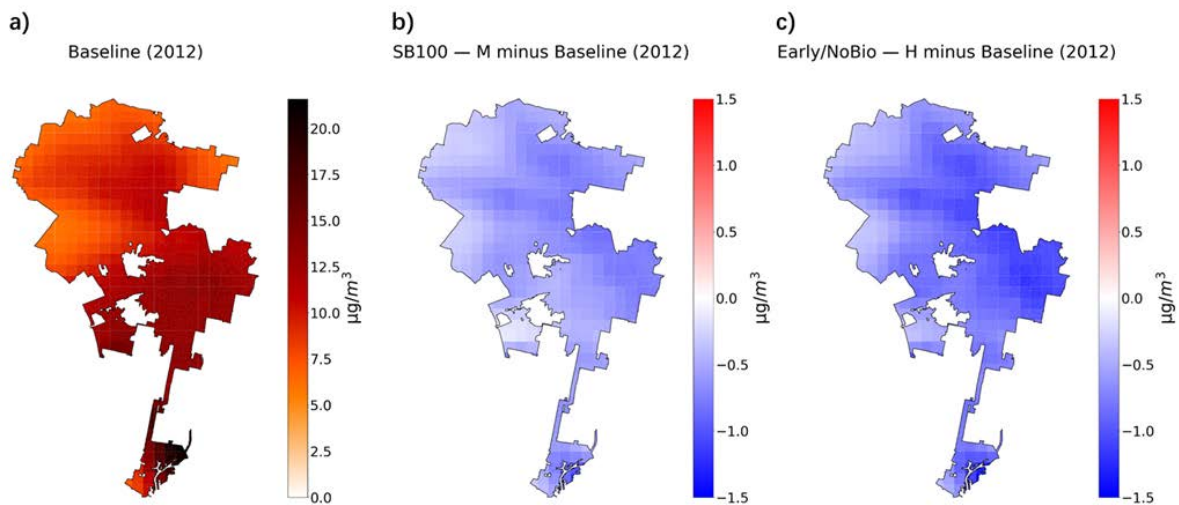 a)
Baseline (2012)
20.0
17.5
15.0
12.5
10.0
7.5
5.0
2.5
0.0
μg/m³
b)
SB100 — M minus Baseline (2012)
1.5
1.0
0.5
0.0
−0.5
−1.0
−1.5
μg/m³
c)
Early/NoBio — H minus Baseline (2012)
1.5
1.0
0.5
0.0
−0.5
−1.0
−1.5
μg/m³